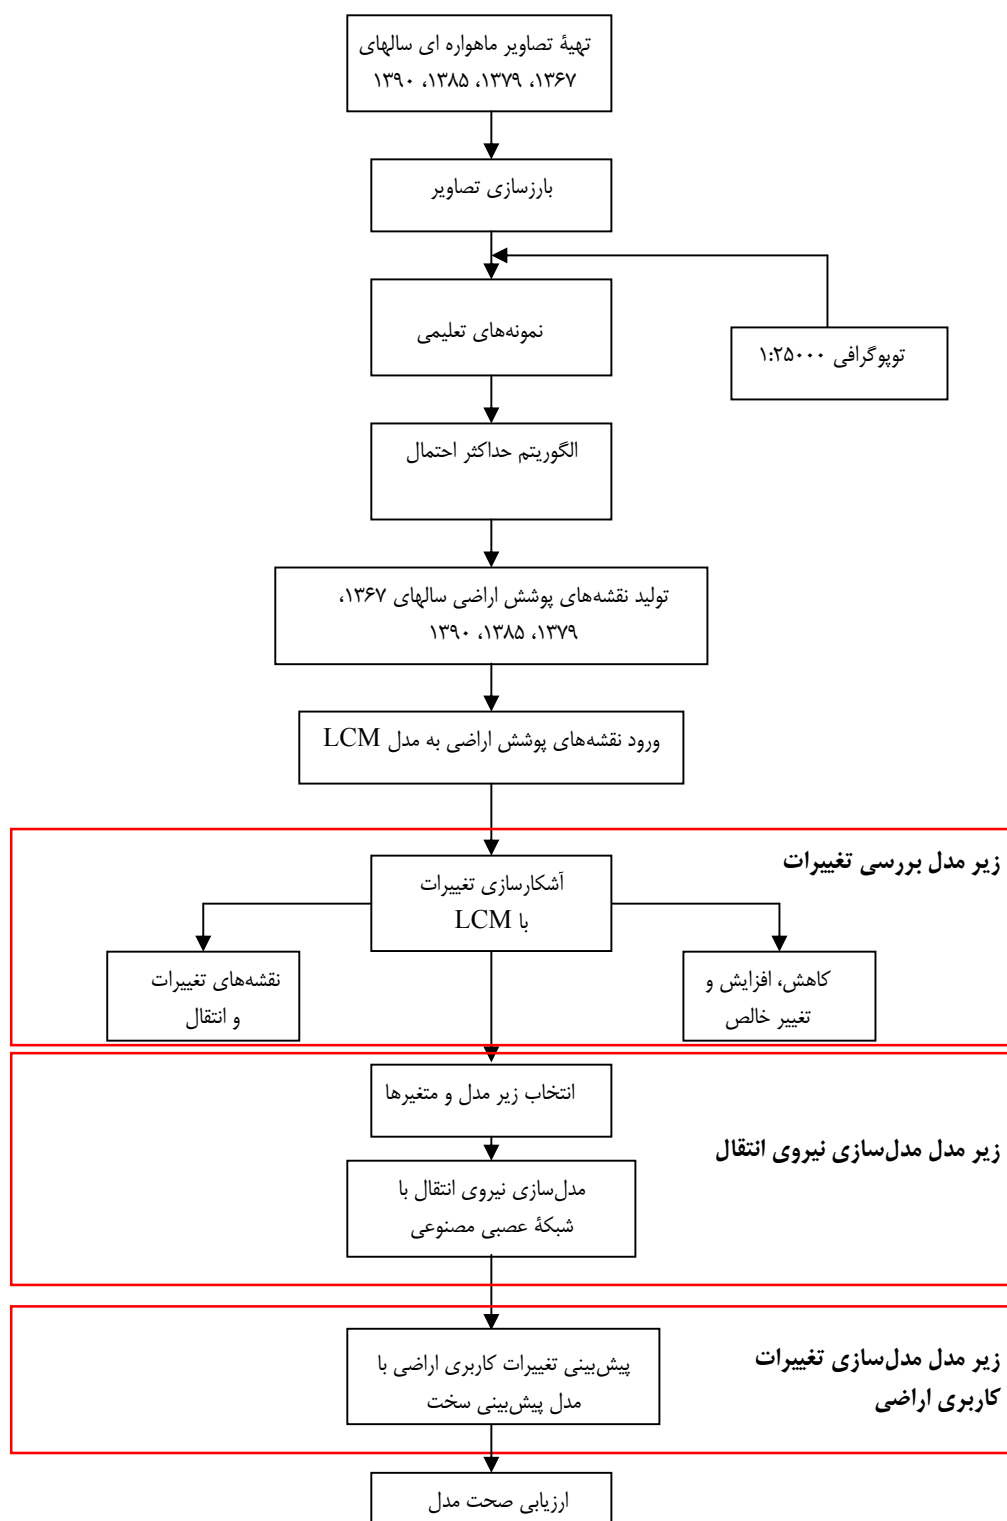 تهیۀ تصاویر ماهواره ای سالهای
۱۳۶۷، ۱۳۷۹، ۱۳۸۵، ۱۳۹۰
بارزسازی تصاویر
نمونه‌های تعلیمی
توپوگرافی ۱:۲۵۰۰۰
الگوریتم حداکثر احتمال
تولید نقشه‌های پوشش اراضی سالهای ۱۳۶۷،
۱۳۷۹، ۱۳۸۵، ۱۳۹۰
ورود نقشه‌های پوشش اراضی به مدل LCM
زیر مدل بررسی تغییرات
آشکارسازی تغییرات
با LCM
کاهش، افزایش و
تغییر خالص
نقشه‌های تغییرات
و انتقال
انتخاب زیر مدل و متغیرها
زیر مدل مدل‌سازی نیروی انتقال
مدل‌سازی نیروی انتقال با
شبکۀ عصبی مصنوعی
زیر مدل مدل‌سازی تغییرات
کاربری اراضی
پیش‌بینی تغییرات کاربری اراضی با
مدل پیش‌بینی سخت
ارزیابی صحت مدل